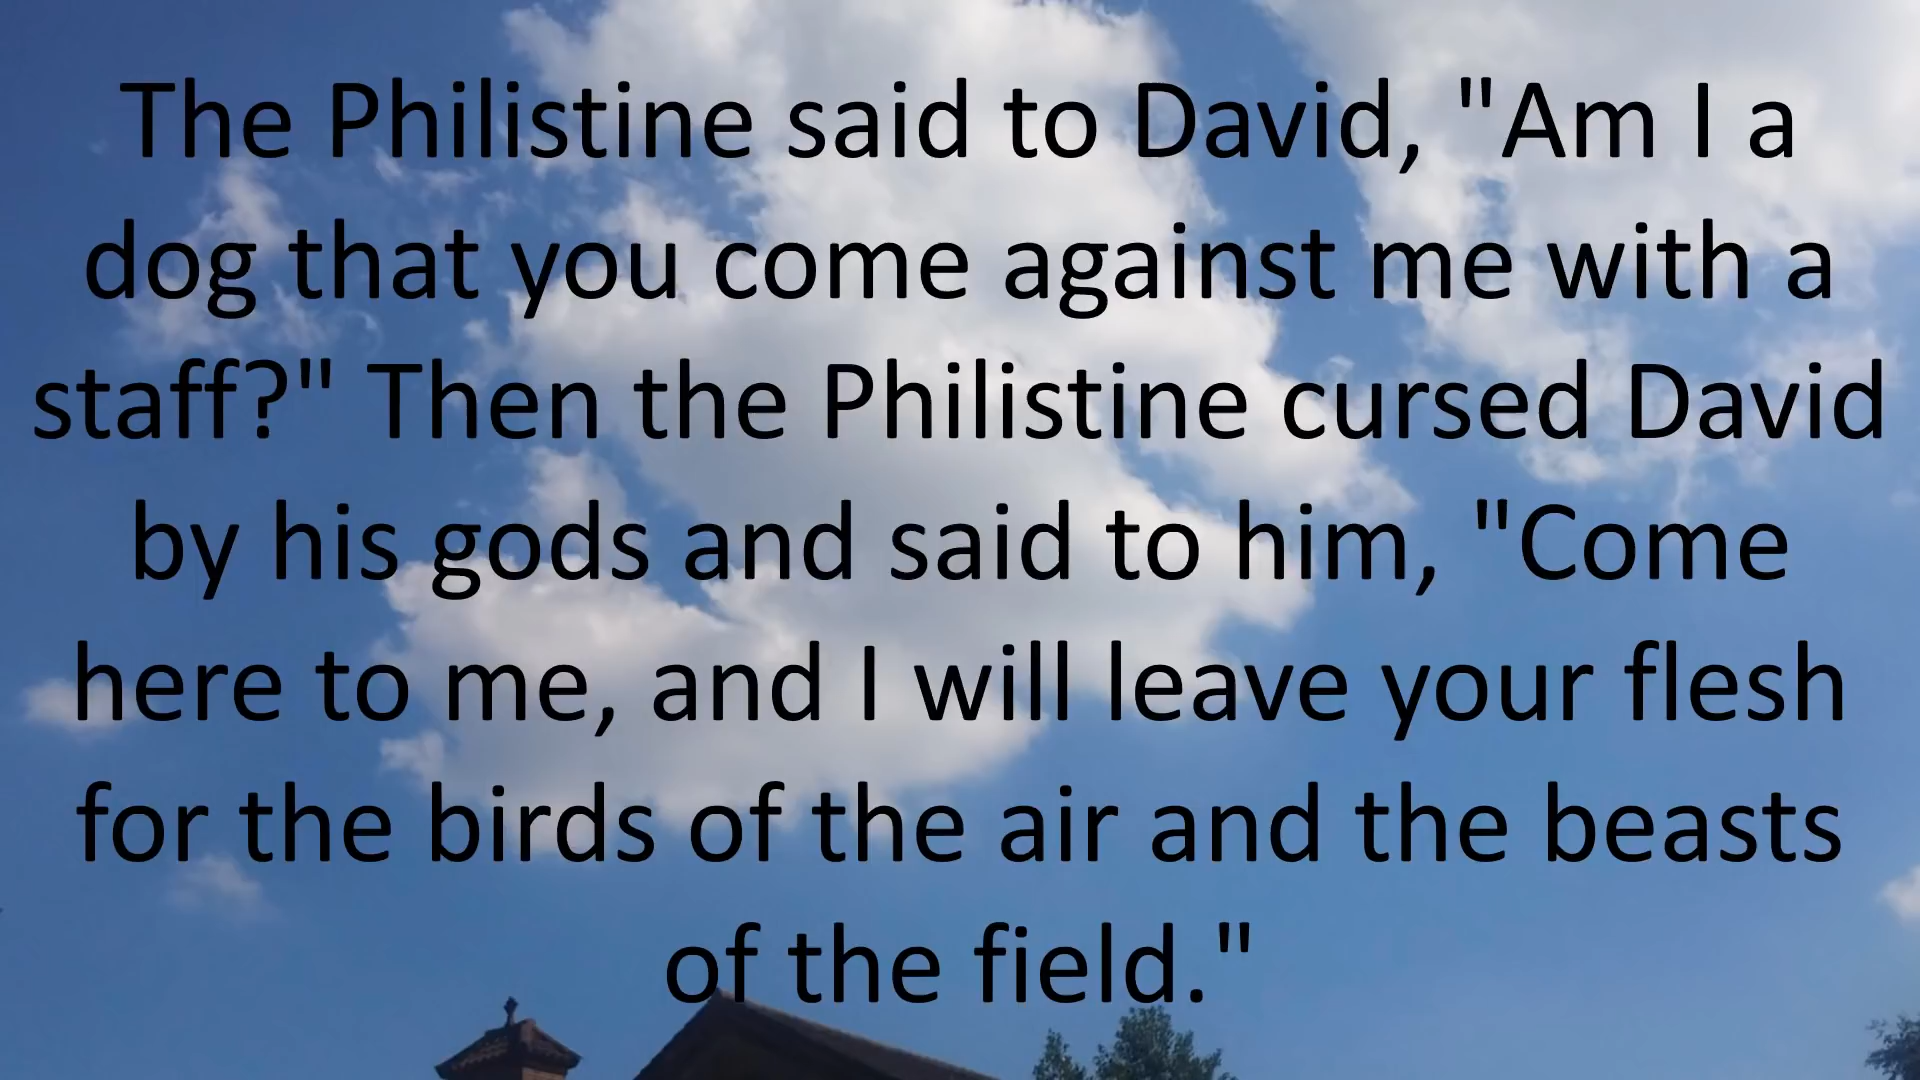 The Philistine said to David, "Am I a
dog that you come against me with a
staff?" Then the Philistine cursed David
by his gods and said to him, "Come
here to me, and I will leave your flesh
for the birds of the air and the beasts
of the field."